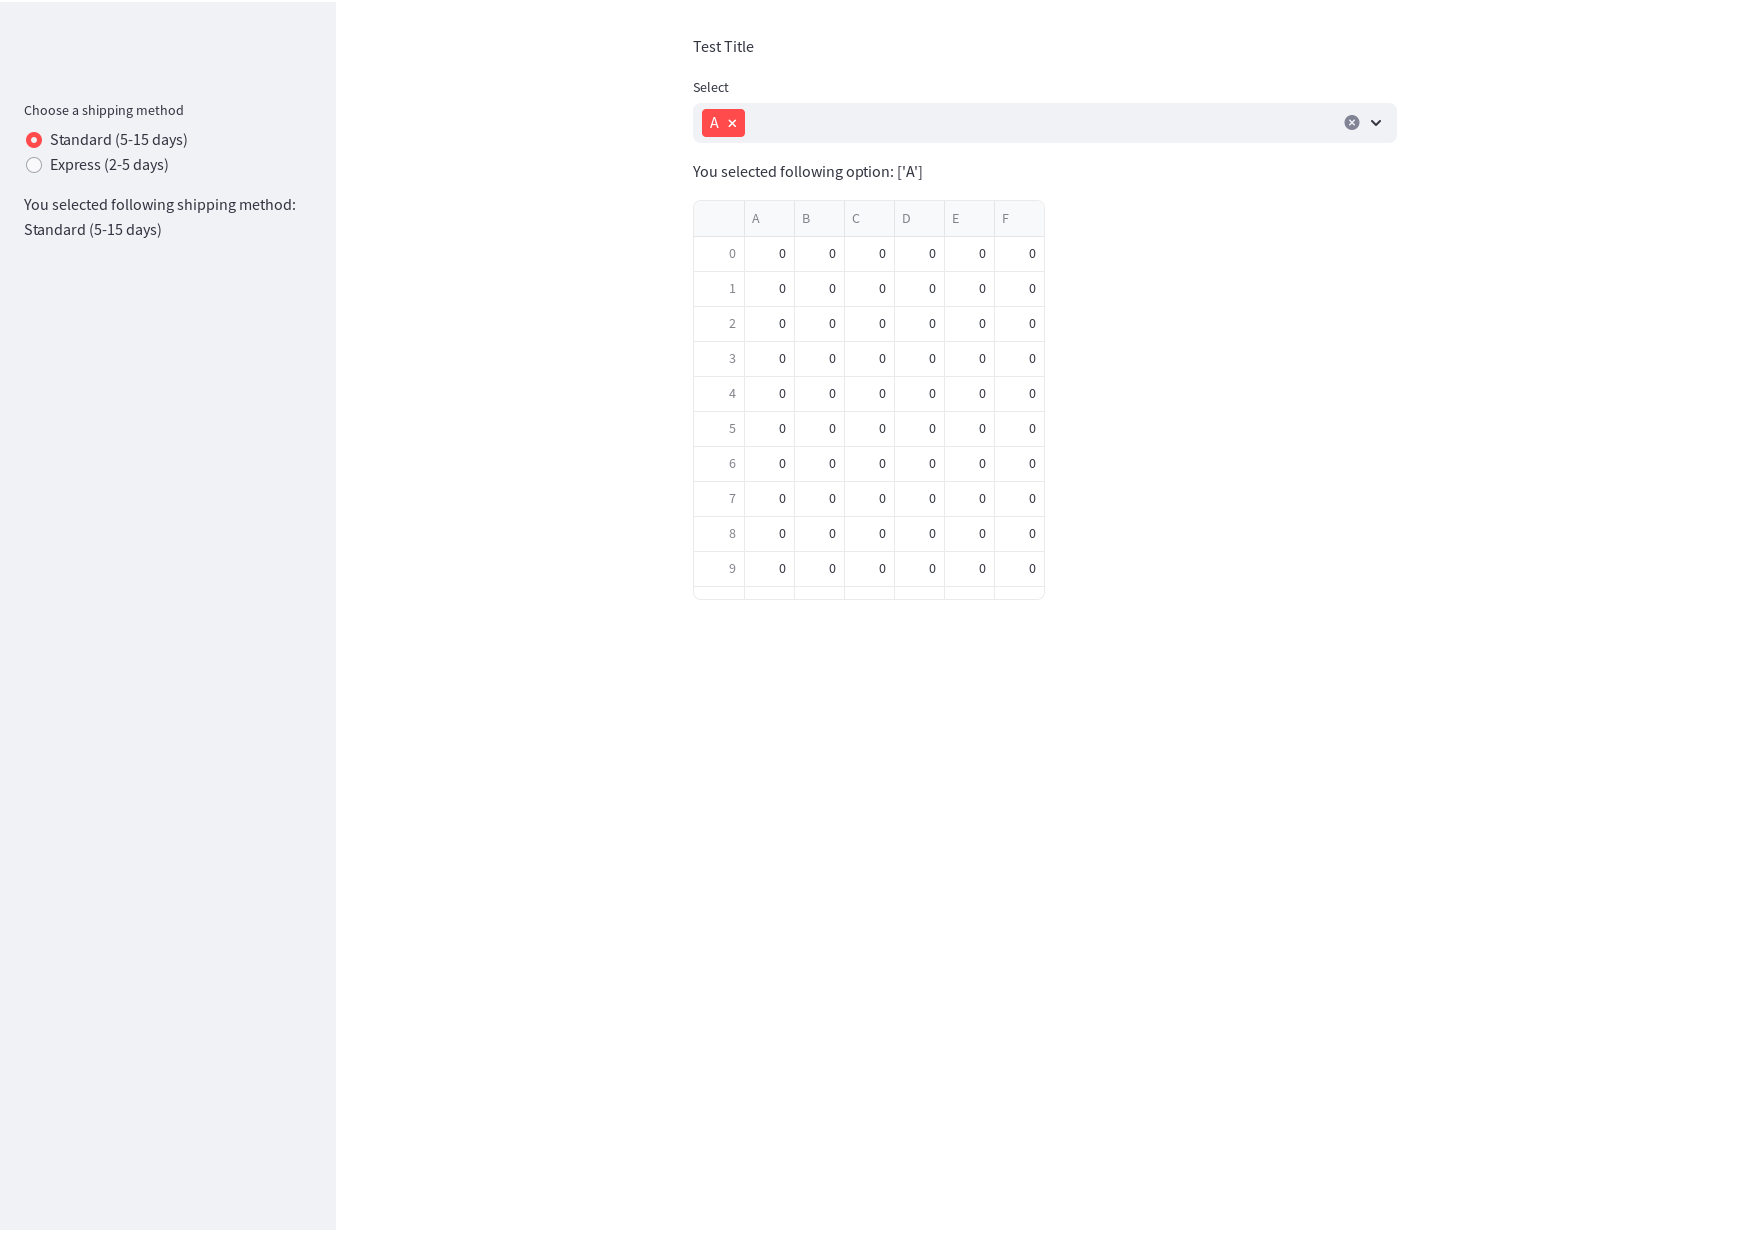 Choose a shipping method
Standard (5-15 days)
Express (2-5 days)
You selected following shipping method:
Standard (5-15 days)
Test Title
Select
A
You selected following option: ['A']
A B C D E F
0 0 0 0 0 0 0
1 0 0 0 0 0 0
2 0 0 0 0 0 0
3 0 0 0 0 0 0
4 0 0 0 0 0 0
5 0 0 0 0 0 0
6 0 0 0 0 0 0
7 0 0 0 0 0 0
8 0 0 0 0 0 0
9 0 0 0 0 0 0